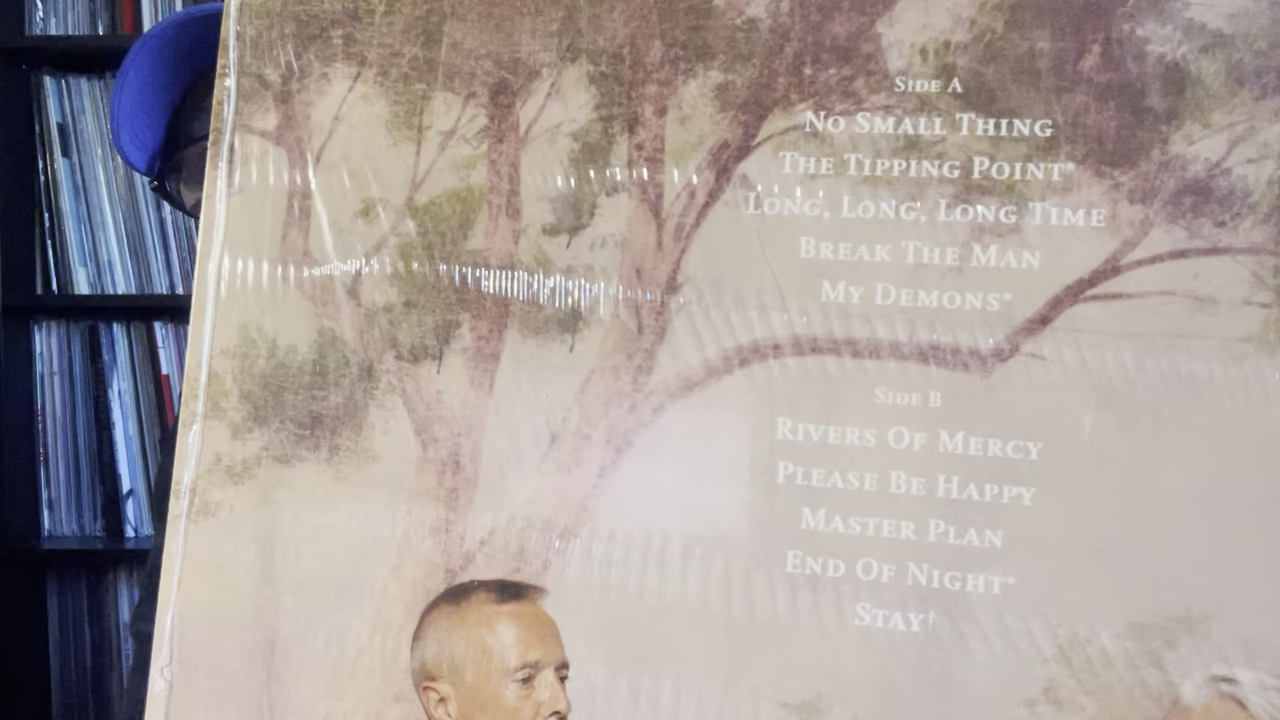 Side A
No Small Thing
The Tipping Point*
Long, Long, Long Time
Break The Man
My Demons*
Side B
Rivers Of Mercy
Please Be Happy
Master Plan
End Of Night*
Stay†